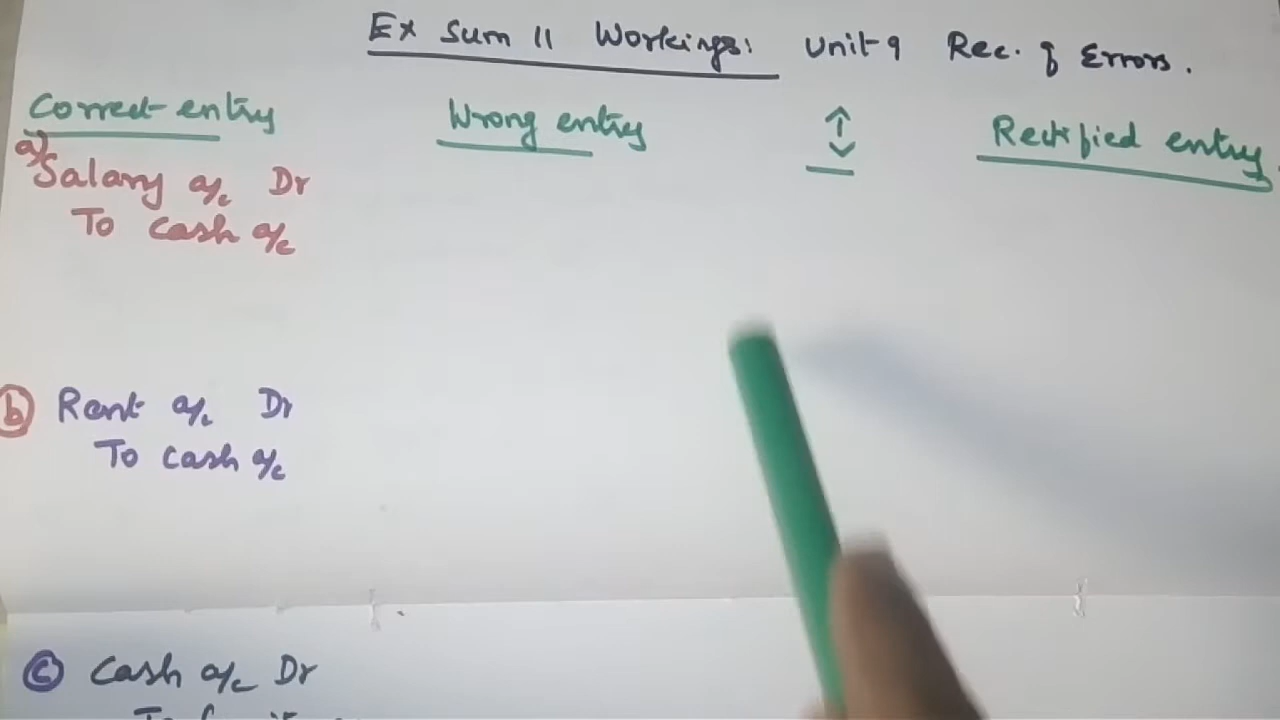 Ex Sum 11 Workings: Unit-9 Rec. of Errors.
Correct entry Wrong entry Rectified entry
a) Salary a/c Dr
To Cash a/c
b) Rent a/c Dr
To Cash a/c
c) Cash a/c Dr
To